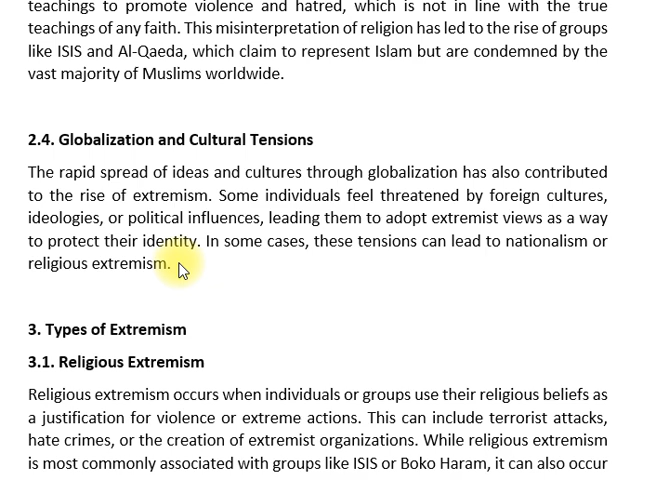 teachings to promote violence and hatred, which is not in line with the true
teachings of any faith. This misinterpretation of religion has led to the rise of groups
like ISIS and Al-Qaeda, which claim to represent Islam but are condemned by the
vast majority of Muslims worldwide.
2.4. Globalization and Cultural Tensions
The rapid spread of ideas and cultures through globalization has also contributed
to the rise of extremism. Some individuals feel threatened by foreign cultures,
ideologies, or political influences, leading them to adopt extremist views as a way
to protect their identity. In some cases, these tensions can lead to nationalism or
religious extremism.
3. Types of Extremism
3.1. Religious Extremism
Religious extremism occurs when individuals or groups use their religious beliefs as
a justification for violence or extreme actions. This can include terrorist attacks,
hate crimes, or the creation of extremist organizations. While religious extremism
is most commonly associated with groups like ISIS or Boko Haram, it can also occur